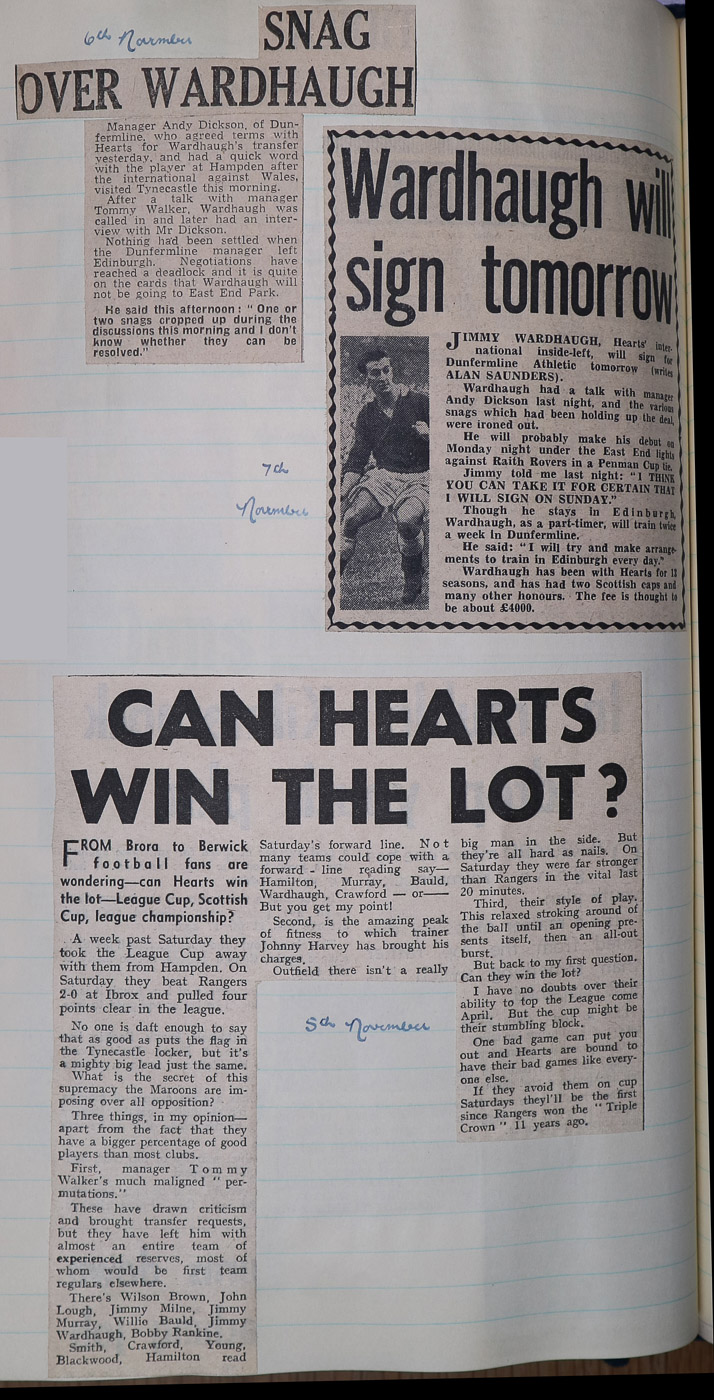 6th November
SNAG
OVER WARDHAUGH
Manager Andy Dickson, of Dun-
fermline, who agreed terms with
Hearts for Wardhaugh's transfer
yesterday, and had a quick word
with the player at Hampden after
the international against Wales,
visited Tynecastle this morning.
After a talk with manager
Tommy Walker, Wardhaugh was
called in and later had an inter-
view with Mr Dickson.
Nothing had been settled when
the Dunfermline manager left
Edinburgh. Negotiations have
reached a deadlock and it is quite
on the cards that Wardhaugh will
not be going to East End Park.
He said this afternoon: "One or
two snags cropped up during the
discussions this morning and I don't
know whether they can be
resolved."
7th
November
Wardhaugh will
sign tomorrow
JIMMY WARDHAUGH, Hearts' inter-
national inside-left, will sign for
Dunfermline Athletic tomorrow (writes
ALAN SAUNDERS).
Wardhaugh had a talk with manager
Andy Dickson last night, and the various
snags which had been holding up the deal,
were ironed out.
He will probably make his debut on
Monday night under the East End lights
against Raith Rovers in a Penman Cup tie.
Jimmy told me last night: "I THINK
YOU CAN TAKE IT FOR CERTAIN THAT
I WILL SIGN ON SUNDAY."
Though he stays in Edinburgh,
Wardhaugh, as a part-timer, will train twice
a week in Dunfermline.
He said: "I will try and make arrange-
ments to train in Edinburgh every day."
Wardhaugh has been with Hearts for 13
seasons, and has had two Scottish caps and
many other honours. The fee is thought to
be about £4000.
CAN HEARTS
WIN THE LOT?
FROM Brora to Berwick
football fans are
wondering—can Hearts win
the lot—League Cup, Scottish
Cup, league championship?
A week past Saturday they
took the League Cup away
with them from Hampden. On
Saturday they beat Rangers
2-0 at Ibrox and pulled four
points clear in the league.
No one is daft enough to say
that as good as puts the flag in
the Tynecastle locker, but it's
a mighty big lead just the same.
What is the secret of this
supremacy the Maroons are im-
posing over all opposition?
Three things, in my opinion—
apart from the fact that they
have a bigger percentage of good
players than most clubs.
First, manager Tommy
Walker's much maligned "per-
mutations."
These have drawn criticism
and brought transfer requests,
but they have left him with
almost an entire team of
experienced reserves, most of
whom would be first team
regulars elsewhere.
There's Wilson Brown, John
Lough, Jimmy Milne, Jimmy
Murray, Willie Bauld, Jimmy
Wardhaugh, Bobby Rankine.
Smith, Crawford, Young,
Blackwood, Hamilton read
Saturday's forward line. Not
many teams could cope with a
forward-line reading say—
Hamilton, Murray, Bauld,
Wardhaugh, Crawford — or——
But you get my point!
Second, is the amazing peak
of fitness to which trainer
Johnny Harvey has brought his
charges.
Outfield there isn't a really
big man in the side. But
they're all hard as nails. On
Saturday they were far stronger
than Rangers in the vital last
20 minutes.
Third, their style of play.
This relaxed stroking around of
the ball until an opening pre-
sents itself, then an all-out
burst.
But back to my first question.
Can they win the lot?
I have no doubts over their
ability to top the League come
April. But the cup might be
their stumbling block.
One bad game can put you
out and Hearts are bound to
have their bad games like every-
one else.
If they avoid them on cup
Saturdays they'll be the first
since Rangers won the "Triple
Crown" 11 years ago.
5th November